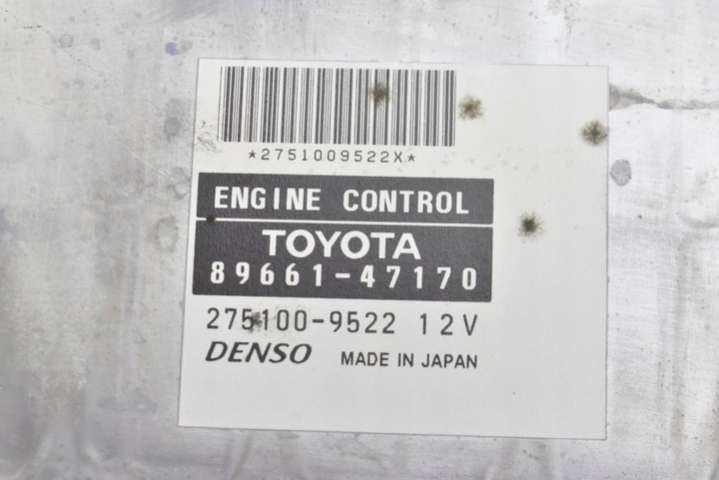 *2751009522X*
ENGINE CONTROL
TOYOTA
89661-47170
275100-9522 12V
DENSO MADE IN JAPAN